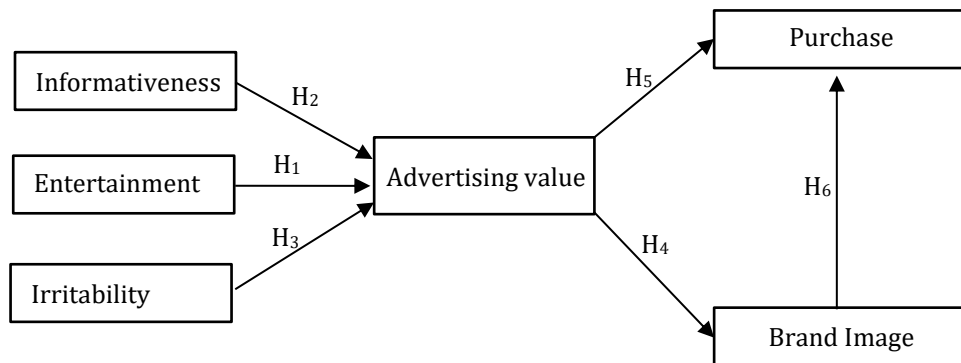 Purchase
Informativeness
H2
H5
Entertainment
H1
Advertising value
H6
H3
H4
Irritability
Brand Image